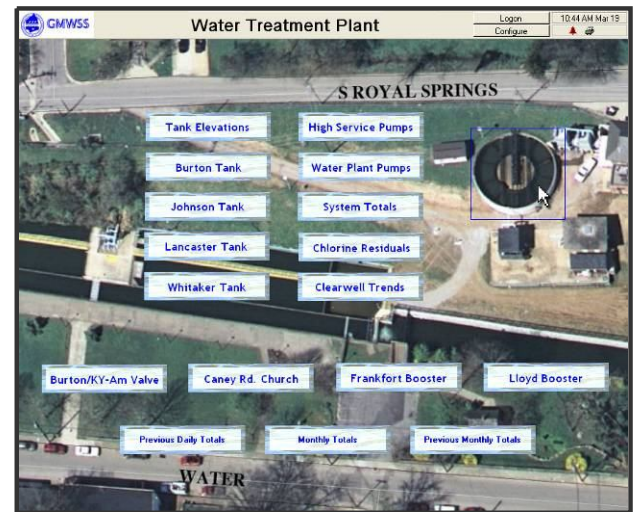 GMWSS
Water Treatment Plant
Logon
Configure
10:44 AM Mar 19
S ROYAL SPRINGS
Tank Elevations
High Service Pumps
Burton Tank
Water Plant Pumps
Johnson Tank
System Totals
Lancaster Tank
Chlorine Residuals
Whitaker Tank
Clearwell Trends
Burton/KY-Am Valve
Caney Rd. Church
Frankfort Booster
Lloyd Booster
Previous Daily Totals
Monthly Totals
Previous Monthly Totals
WATER